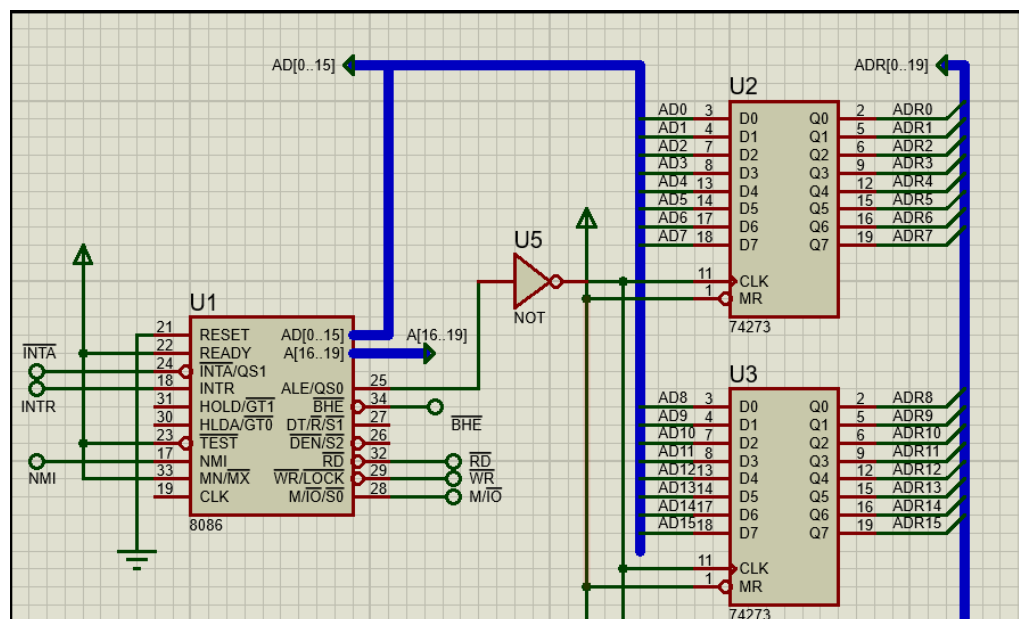 AD[0..15]
ADR[0..19]
U2
AD0 3 D0 Q0 2 ADR0
AD1 4 D1 Q1 5 ADR1
AD2 7 D2 Q2 6 ADR2
AD3 8 D3 Q3 9 ADR3
AD4 13 D4 Q4 12 ADR4
AD5 14 D5 Q5 15 ADR5
AD6 17 D6 Q6 16 ADR6
AD7 18 D7 Q7 19 ADR7
11 CLK
1 MR
74273
U5
NOT
U1
21 RESET AD[0..15]
22 READY A[16..19]
A[16..19]
INTA
24 INTA/QS1
18 INTR ALE/QS0 25
INTR
31 HOLD/GT1 BHE 34
BHE
30 HLDA/GT0 DT/R/S1 27
23 TEST DEN/S2 26
17 NMI RD 32 RD
NMI
33 MN/MX WR/LOCK 29 WR
19 CLK M/IO/S0 28 M/IO
8086
U3
AD8 3 D0 Q0 2 ADR8
AD9 4 D1 Q1 5 ADR9
AD10 7 D2 Q2 6 ADR10
AD11 8 D3 Q3 9 ADR11
AD12 13 D4 Q4 12 ADR12
AD13 14 D5 Q5 15 ADR13
AD14 17 D6 Q6 16 ADR14
AD15 18 D7 Q7 19 ADR15
11 CLK
1 MR
74273